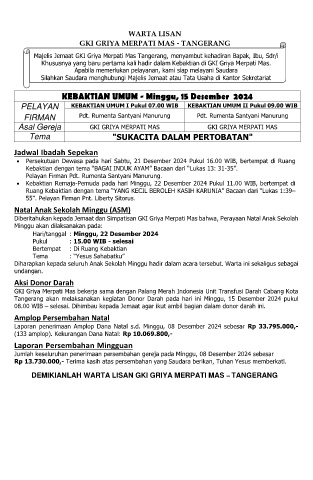 WARTA LISAN
GKI GRIYA MERPATI MAS - TANGERANG
Majelis Jemaat GKI Griya Merpati Mas Tangerang, menyambut kehadiran Bapak, Ibu, Sdr/i
Khususnya yang baru pertama kali hadir dalam Kebaktian di GKI Griya Merpati Mas.
Apabila memerlukan pelayanan, kami siap melayani Saudara
Silahkan Saudara menghubungi Majelis Jemaat atau Tata Usaha di Kantor Sekretariat
KEBAKTIAN UMUM - Minggu, 15 Desember 2024
PELAYAN KEBAKTIAN UMUM I Pukul 07.00 WIB KEBAKTIAN UMUM II Pukul 09.00 WIB
FIRMAN Pdt. Rumenta Santyani Manurung Pdt. Rumenta Santyani Manurung
Asal Gereja GKI GRIYA MERPATI MAS GKI GRIYA MERPATI MAS
Tema "SUKACITA DALAM PERTOBATAN"
Jadwal Ibadah Sepekan
• Persekutuan Dewasa pada hari Sabtu, 21 Desember 2024 Pukul 16.00 WIB, bertempat di Ruang
Kebaktian dengan tema "BAGAI INDUK AYAM" Bacaan dari "Lukas 13: 31-35".
Pelayan Firman Pdt. Rumenta Santyani Manurung.
• Kebaktian Remaja-Pemuda pada hari Minggu, 22 Desember 2024 Pukul 11.00 WIB, bertempat di
Ruang Kebaktian dengan tema "YANG KECIL BEROLEH KASIH KARUNIA" Bacaan dari "Lukas 1:39–
55". Pelayan Firman Pnt. Liberty Sitorus.
Natal Anak Sekolah Minggu (ASM)
Diberitahukan kepada Jemaat dan Simpatisan GKI Griya Merpati Mas bahwa, Perayaan Natal Anak Sekolah
Minggu akan dilaksanakan pada:
Hari/tanggal : Minggu, 22 Desember 2024
Pukul : 15.00 WIB - selesai
Bertempat : Di Ruang Kebaktian
Tema : "Yesus Sahabatku"
Diharapkan kepada seluruh Anak Sekolah Minggu hadir dalam acara tersebut. Warta ini sekaligus sebagai
undangan.
Aksi Donor Darah
GKI Griya Merpati Mas bekerja sama dengan Palang Merah Indonesia Unit Transfusi Darah Cabang Kota
Tangerang akan melaksanakan kegiatan Donor Darah pada hari ini Minggu, 15 Desember 2024 pukul
08.00 WIB – selesai. Dihimbau kepada Jemaat agar ikut ambil bagian dalam donor darah ini.
Amplop Persembahan Natal
Laporan penerimaan Amplop Dana Natal s.d. Minggu, 08 Desember 2024 sebesar Rp 33.795.000,-
(133 amplop). Kekurangan Dana Natal: Rp 10.069.800,-
Laporan Persembahan Mingguan
Jumlah keseluruhan penerimaan persembahan gereja pada Minggu, 08 Desember 2024 sebesar
Rp 13.730.000,- Terima kasih atas persembahan yang Saudara berikan, Tuhan Yesus memberkati.
DEMIKIANLAH WARTA LISAN GKI GRIYA MERPATI MAS – TANGERANG